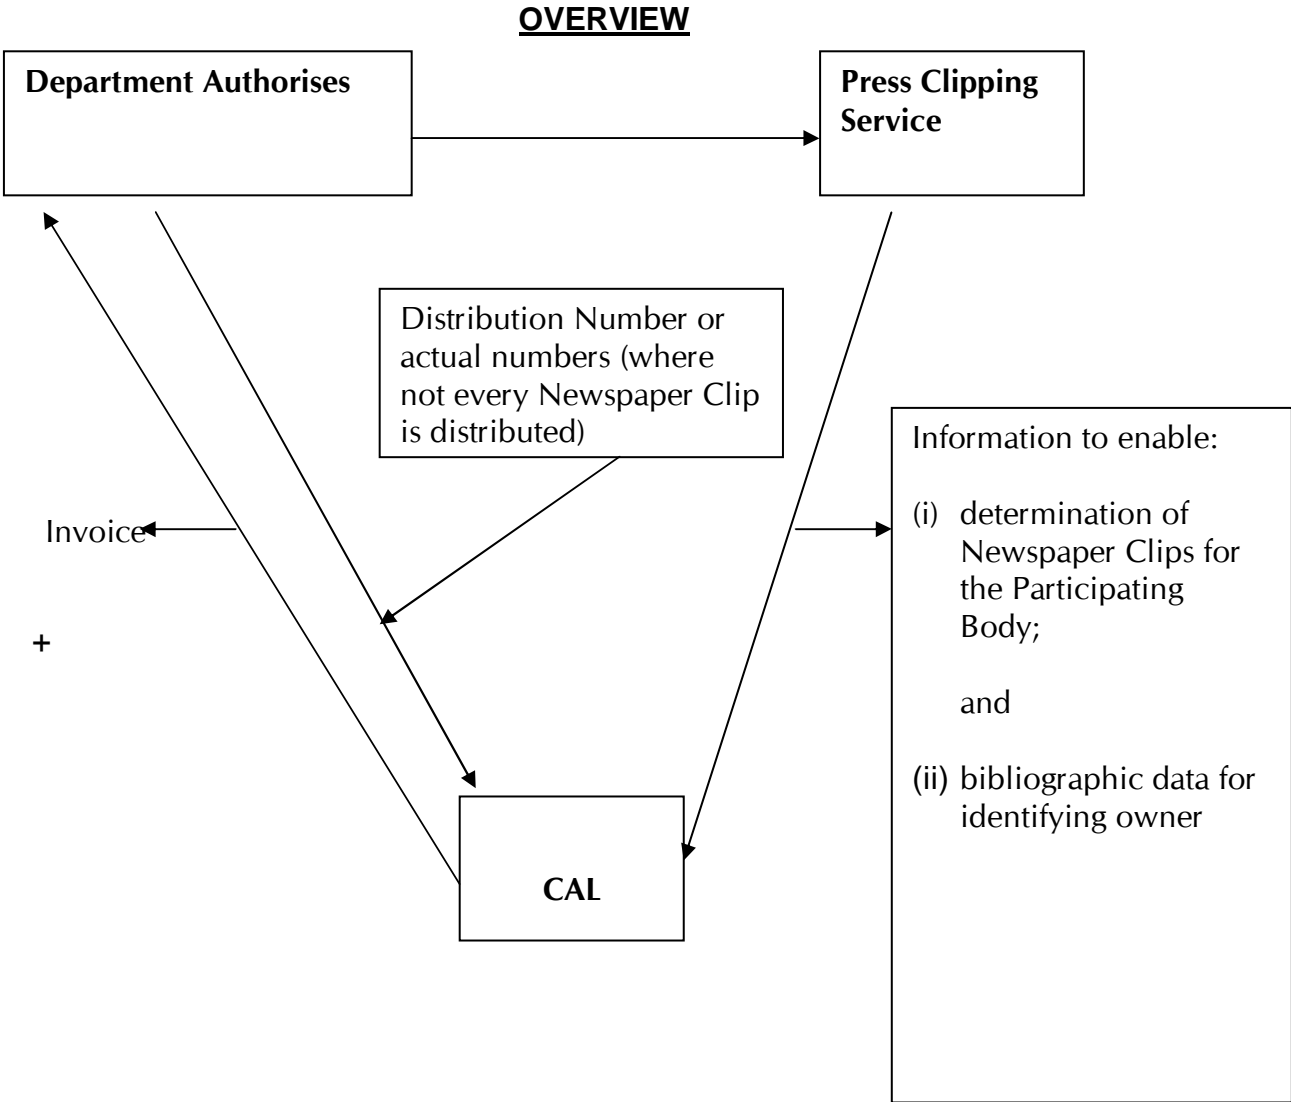 OVERVIEW
Department Authorises
Press Clipping
Service
Distribution Number or
actual numbers (where
not every Newspaper Clip
is distributed)
Information to enable:
(i) determination of
Newspaper Clips for
the Participating
Body;
and
(ii) bibliographic data for
identifying owner
Invoice
+
CAL